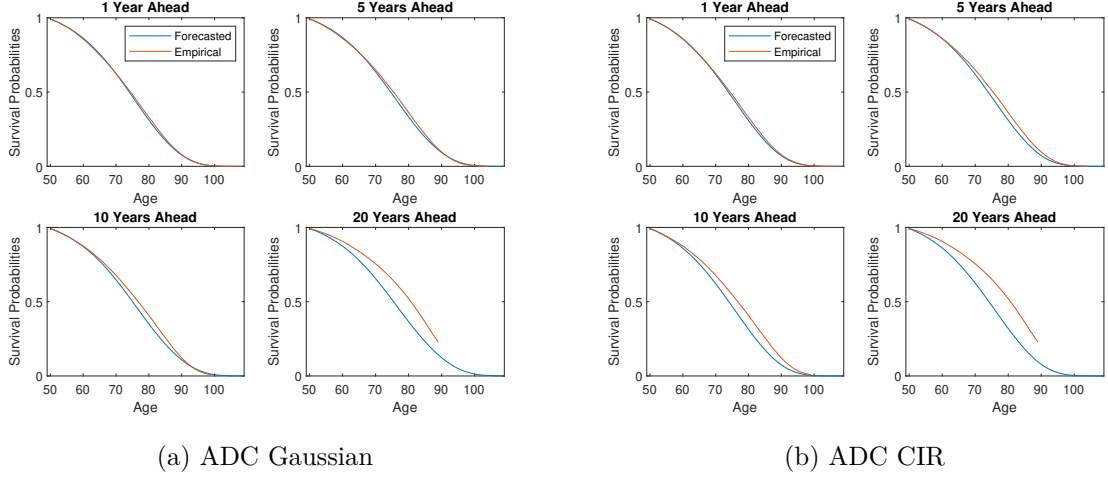 1 Year Ahead
Survival Probabilities
1
0.5
0
Forecasted
Empirical
50 60 70 80 90 100
Age
5 Years Ahead
Survival Probabilities
1
0.5
0
50 60 70 80 90 100
Age
10 Years Ahead
Survival Probabilities
1
0.5
0
50 60 70 80 90 100
Age
20 Years Ahead
Survival Probabilities
1
0.5
0
50 60 70 80 90 100
Age
(a) ADC Gaussian
1 Year Ahead
Survival Probabilities
1
0.5
0
Forecasted
Empirical
50 60 70 80 90 100
Age
5 Years Ahead
Survival Probabilities
1
0.5
0
50 60 70 80 90 100
Age
10 Years Ahead
Survival Probabilities
1
0.5
0
50 60 70 80 90 100
Age
20 Years Ahead
Survival Probabilities
1
0.5
0
50 60 70 80 90 100
Age
(b) ADC CIR